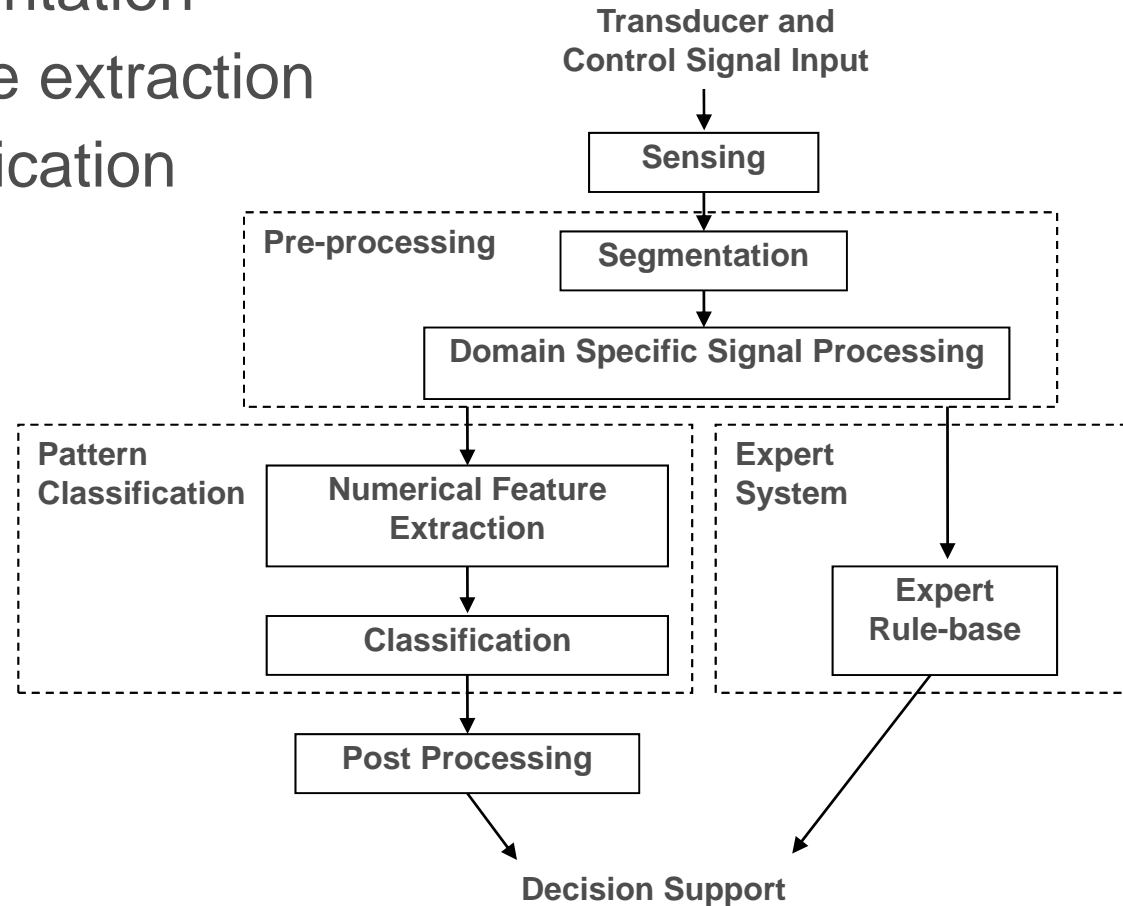 ntation
e extraction
ication
Transducer and
Control Signal Input
Sensing
Pre-processing
Segmentation
Domain Specific Signal Processing
Pattern
Classification
Numerical Feature
Extraction
Classification
Expert
System
Expert
Rule-base
Post Processing
Decision Support